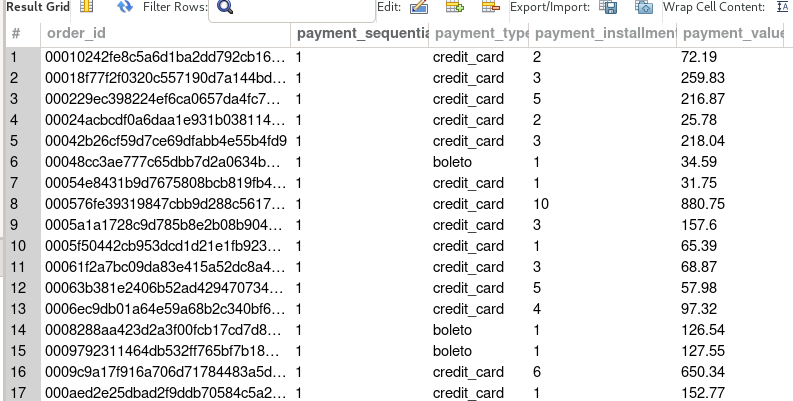 Result Grid Filter Rows: Edit: Export/Import: Wrap Cell Content:
# order_id payment_sequentia payment_type payment_installmen payment_value
1 00010242fe8c5a6d1ba2dd792cb16... 1 credit_card 2 72.19
2 00018f77f2f0320c557190d7a144bd... 1 credit_card 3 259.83
3 000229ec398224ef6ca0657da4fc7... 1 credit_card 5 216.87
4 00024acbcdf0a6daa1e931b038114... 1 credit_card 2 25.78
5 00042b26cf59d7ce69dfabb4e55b4fd9 1 credit_card 3 218.04
6 00048cc3ae777c65dbb7d2a0634b... 1 boleto 1 34.59
7 00054e8431b9d7675808bcb819fb4... 1 credit_card 1 31.75
8 000576fe39319847cbb9d288c5617... 1 credit_card 10 880.75
9 0005a1a1728c9d785b8e2b08b904... 1 credit_card 3 157.6
10 0005f50442cb953dcd1d21e1fb923... 1 credit_card 1 65.39
11 00061f2a7bc09da83e415a52dc8a4... 1 credit_card 3 68.87
12 00063b381e2406b52ad429470734... 1 credit_card 5 57.98
13 0006ec9db01a64e59a68b2c340bf6... 1 credit_card 4 97.32
14 0008288aa423d2a3f00fcb17cd7d8... 1 boleto 1 126.54
15 0009792311464db532ff765bf7b18... 1 boleto 1 127.55
16 0009c9a17f916a706d71784483a5d... 1 credit_card 6 650.34
17 000aed2e25dbad2f9ddb70584c5a2... 1 credit_card 1 152.77